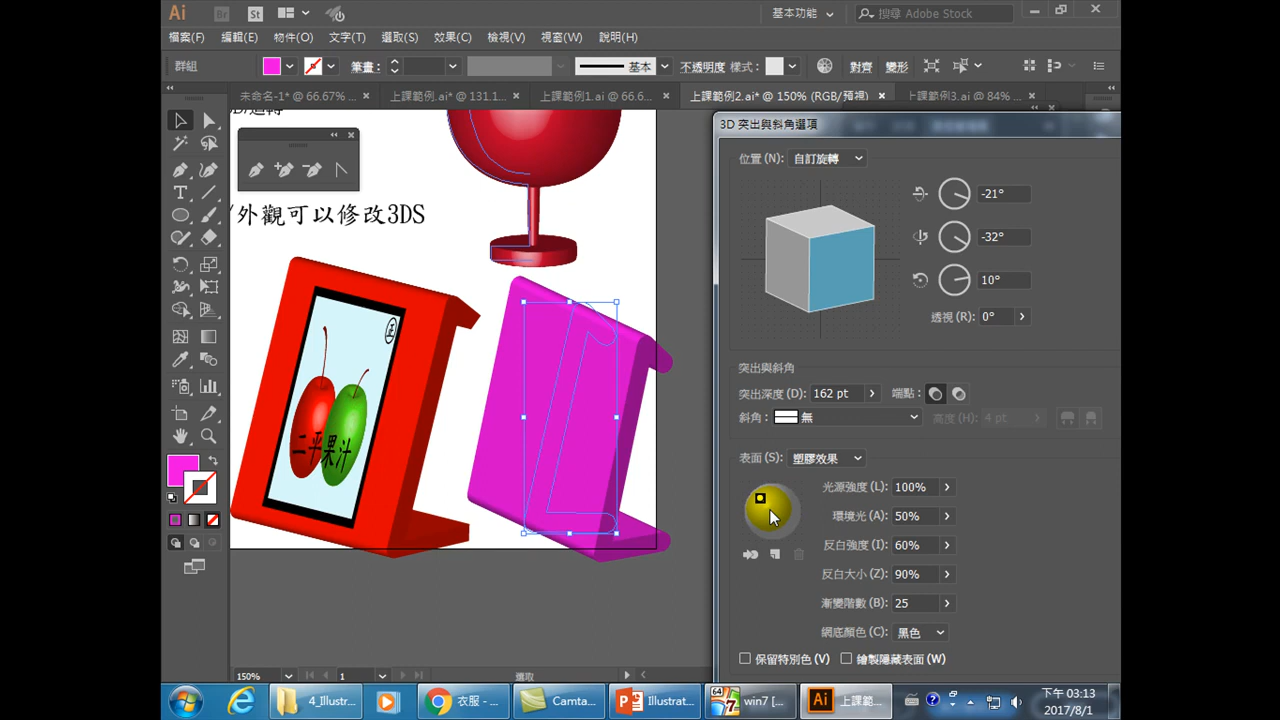 Ai Br St 基本功能 搜尋 Adobe Stock
檔案(F) 編輯(E) 物件(O) 文字(T) 選取(S) 效果(C) 檢視(V) 視窗(W) 說明(H)
群組 筆畫: 基本 不透明度 樣式: 對齊 變形
未命名-1* @ 66.67% ... 上課範例.ai* @ 131.1... 上課範例1.ai @ 66.6... 上課範例2.ai* @ 150% (RGB/預視) 上課範例3.ai @ 84% ...
3D 突出與斜角選項
位置(N): 自訂旋轉
-21°
/外觀可以修改3DS
-32°
10°
透視(R): 0°
突出與斜角
突出深度(D): 162 pt 端點:
斜角: 無 高度(H): 4 pt
表面(S): 塑膠效果
二平果汁
光源強度(L): 100%
環境光(A): 50%
反白強度(I): 60%
反白大小(Z): 90%
漸變階數(B): 25
網底顏色(C): 黑色
保留特別色(V) 繪製隱藏表面(W)
150% 1 選取
4_Illustr... 衣服 - ... Camta... Illustrat... win7 [... 上課範... 下午 03:13
2017/8/1